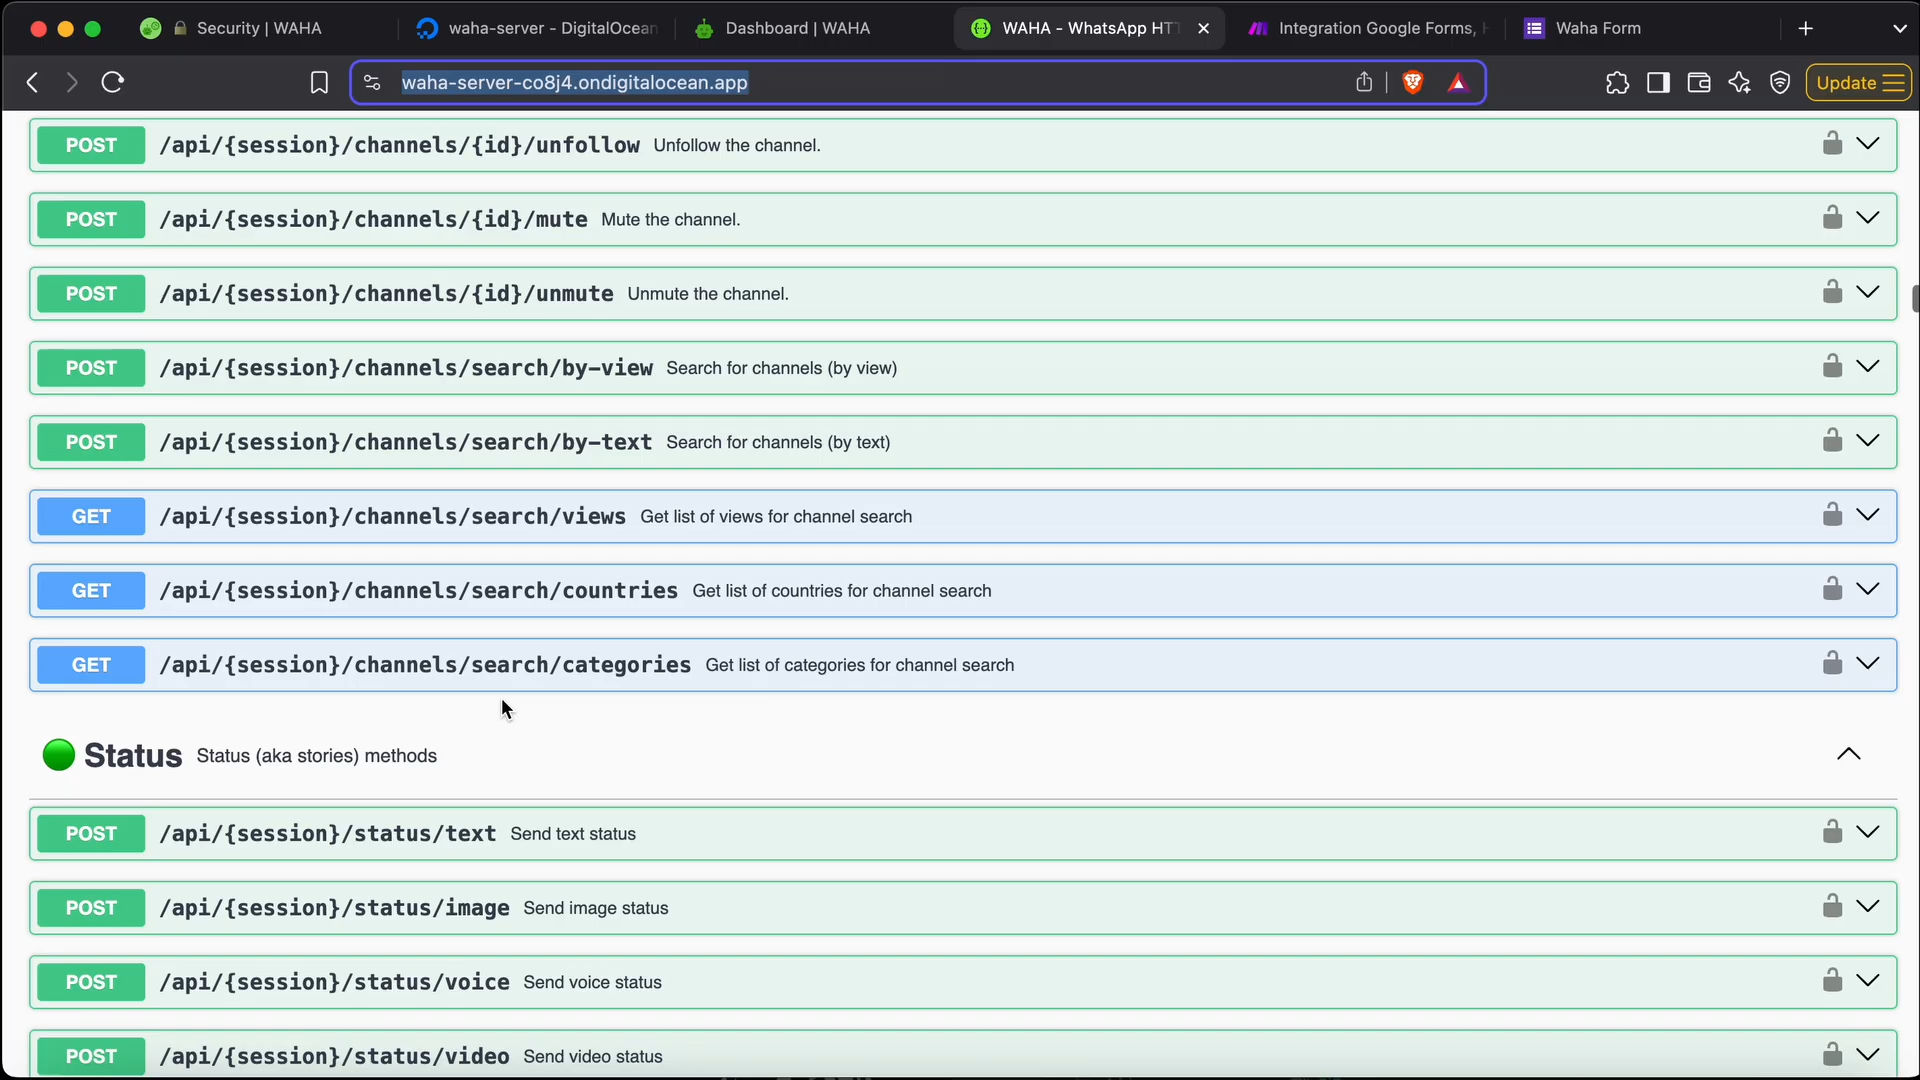 Security | WAHA
waha-server - DigitalOcean
Dashboard | WAHA
WAHA - WhatsApp HT
Integration Google Forms,
Waha Form
waha-server-co8j4.ondigitalocean.app
Update
POST /api/{session}/channels/{id}/unfollow Unfollow the channel.
POST /api/{session}/channels/{id}/mute Mute the channel.
POST /api/{session}/channels/{id}/unmute Unmute the channel.
POST /api/{session}/channels/search/by-view Search for channels (by view)
POST /api/{session}/channels/search/by-text Search for channels (by text)
GET /api/{session}/channels/search/views Get list of views for channel search
GET /api/{session}/channels/search/countries Get list of countries for channel search
GET /api/{session}/channels/search/categories Get list of categories for channel search
Status Status (aka stories) methods
POST /api/{session}/status/text Send text status
POST /api/{session}/status/image Send image status
POST /api/{session}/status/voice Send voice status
POST /api/{session}/status/video Send video status